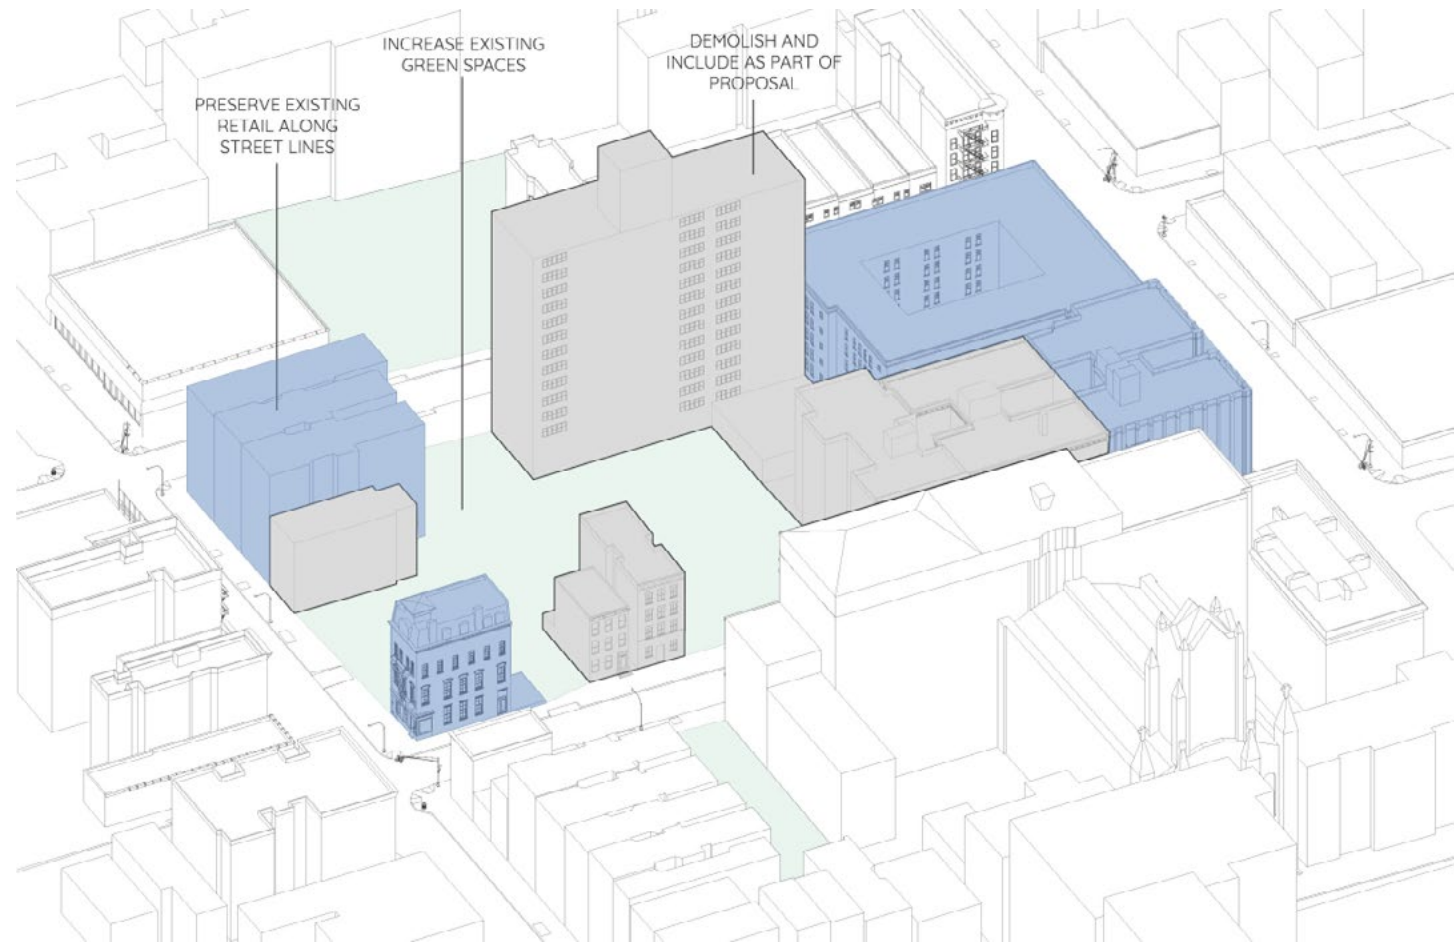 PRESERVE EXISTING
RETAIL ALONG
STREET LINES
INCREASE EXISTING
GREEN SPACES
DEMOLISH AND
INCLUDE AS PART OF
PROPOSAL